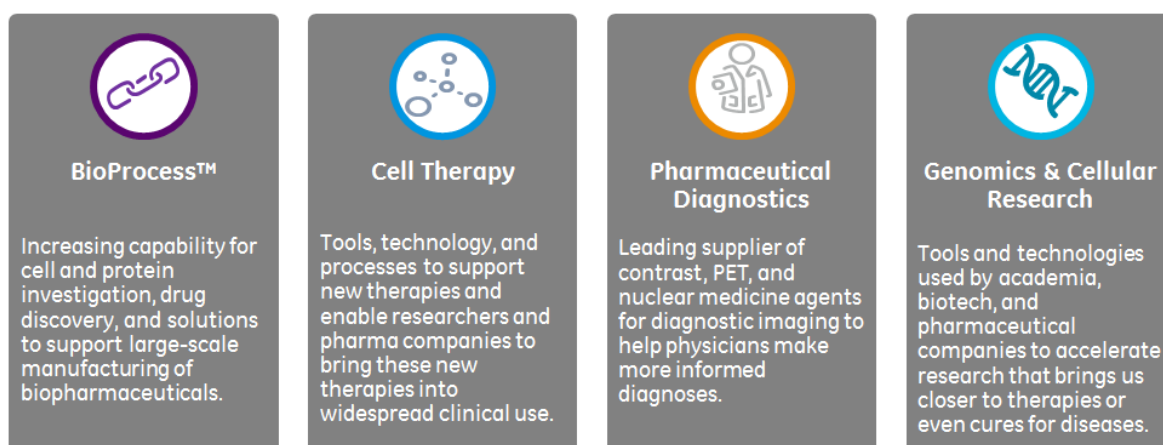 BioProcess™
Increasing capability for
cell and protein
investigation, drug
discovery, and solutions
to support large-scale
manufacturing of
biopharmaceuticals.
Cell Therapy
Tools, technology, and
processes to support
new therapies and
enable researchers and
pharma companies to
bring these new
therapies into
widespread clinical use.
Pharmaceutical
Diagnostics
Leading supplier of
contrast, PET, and
nuclear medicine agents
for diagnostic imaging to
help physicians make
more informed
diagnoses.
Genomics & Cellular
Research
Tools and technologies
used by academia,
biotech, and
pharmaceutical
companies to accelerate
research that brings us
closer to therapies or
even cures for diseases.